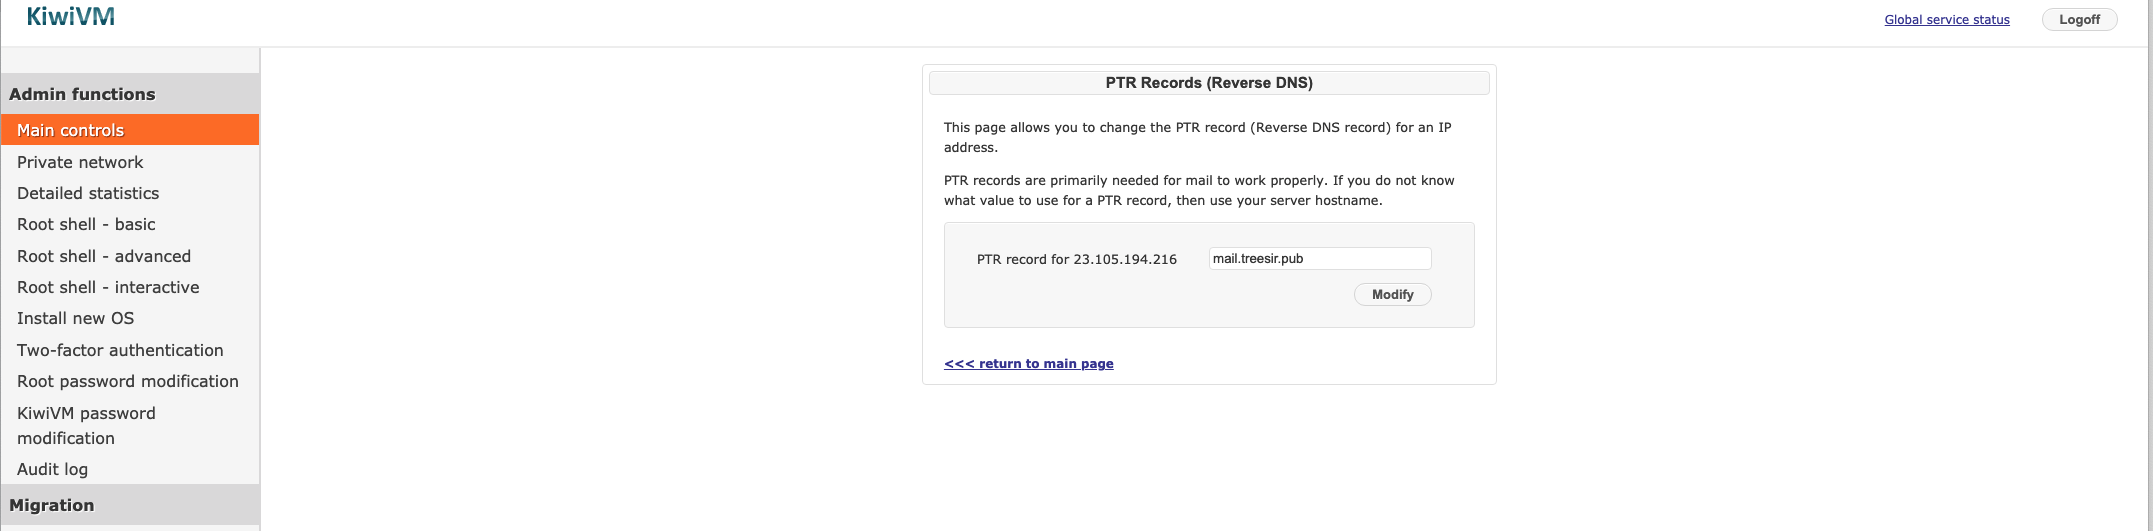 KiwiVM
Global service status
Logoff
Admin functions
Main controls
Private network
Detailed statistics
Root shell - basic
Root shell - advanced
Root shell - interactive
Install new OS
Two-factor authentication
Root password modification
KiwiVM password
modification
Audit log
Migration
PTR Records (Reverse DNS)
This page allows you to change the PTR record (Reverse DNS record) for an IP
address.
PTR records are primarily needed for mail to work properly. If you do not know
what value to use for a PTR record, then use your server hostname.
PTR record for 23.105.194.216
mail.treesir.pub
Modify
<<< return to main page